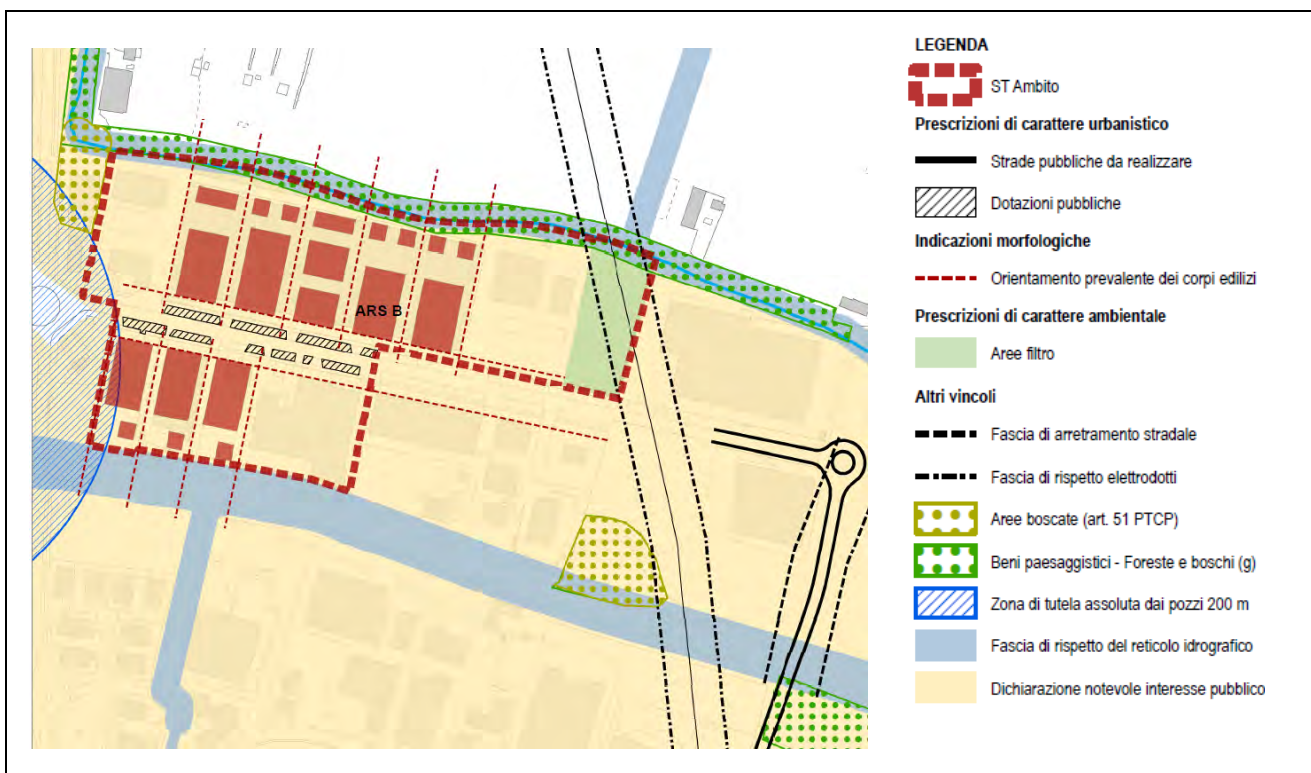 LEGENDA
ST Ambito
Prescrizioni di carattere urbanistico
Strade pubbliche da realizzare
Dotazioni pubbliche
Indicazioni morfologiche
Orientamento prevalente dei corpi edilizi
Prescrizioni di carattere ambientale
Aree filtro
Altri vincoli
Fascia di arretramento stradale
Fascia di rispetto elettrodotti
Aree boscate (art. 51 PTCP)
Beni paesaggistici - Foreste e boschi (g)
Zona di tutela assoluta dai pozzi 200 m
Fascia di rispetto del reticolo idrografico
Dichiarazione notevole interesse pubblico
ARS B